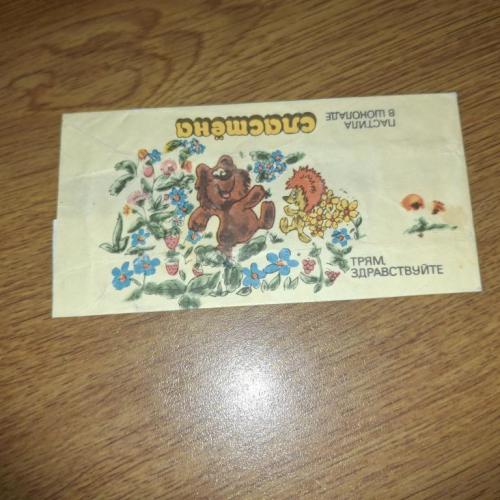 сластёна
ПАСТИЛА
В ШОКОЛАДЕ
ТРЯМ,
ЗДРАВСТВУЙТЕ